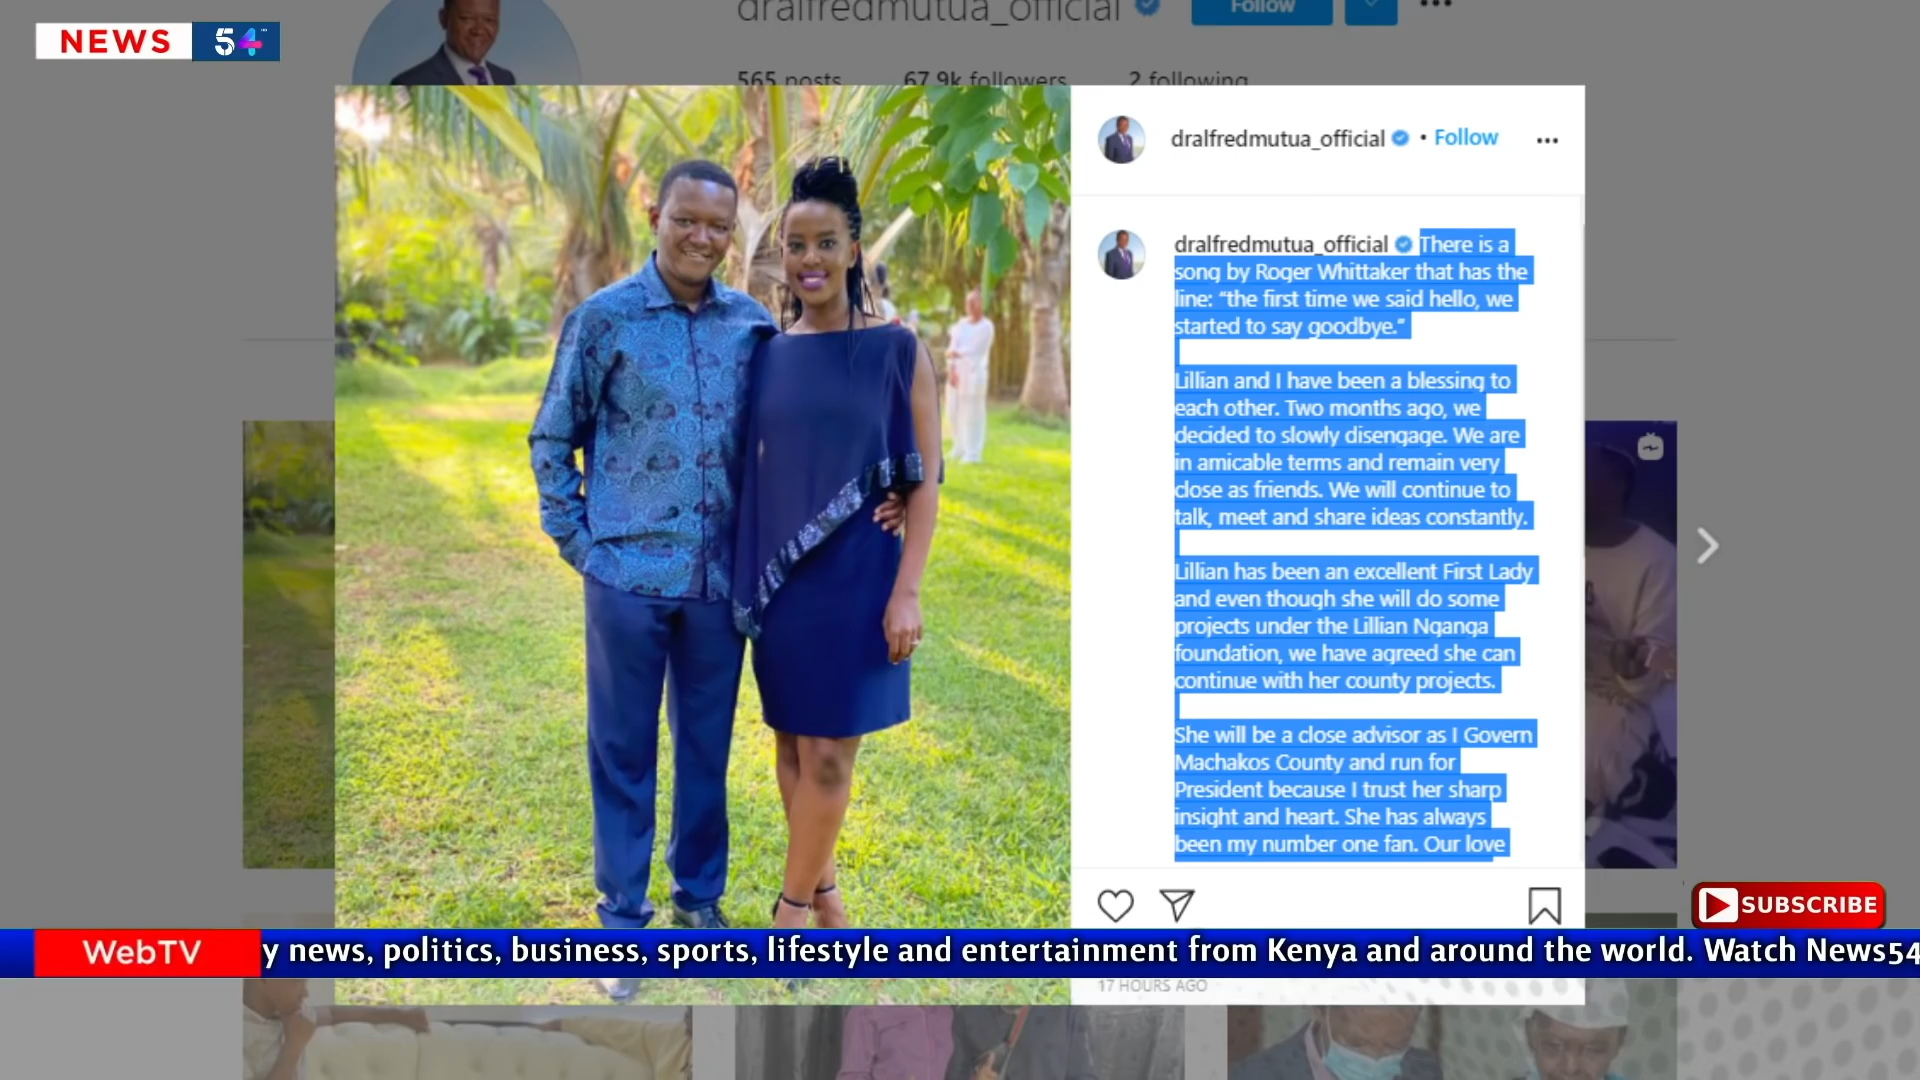 NEWS 54
dralfredmutua_official Follow
565 posts 67.9k followers 2 following
dralfredmutua_official • Follow
dralfredmutua_official There is a
song by Roger Whittaker that has the
line: “the first time we said hello, we
started to say goodbye.”
Lillian and I have been a blessing to
each other. Two months ago, we
decided to slowly disengage. We are
in amicable terms and remain very
close as friends. We will continue to
talk, meet and share ideas constantly.
Lillian has been an excellent First Lady
and even though she will do some
projects under the Lillian Nganga
foundation, we have agreed she can
continue with her county projects.
She will be a close advisor as I Govern
Machakos County and run for
President because I trust her sharp
insight and heart. She has always
been my number one fan. Our love
SUBSCRIBE
WebTV y news, politics, business, sports, lifestyle and entertainment from Kenya and around the world. Watch News54
17 HOURS AGO